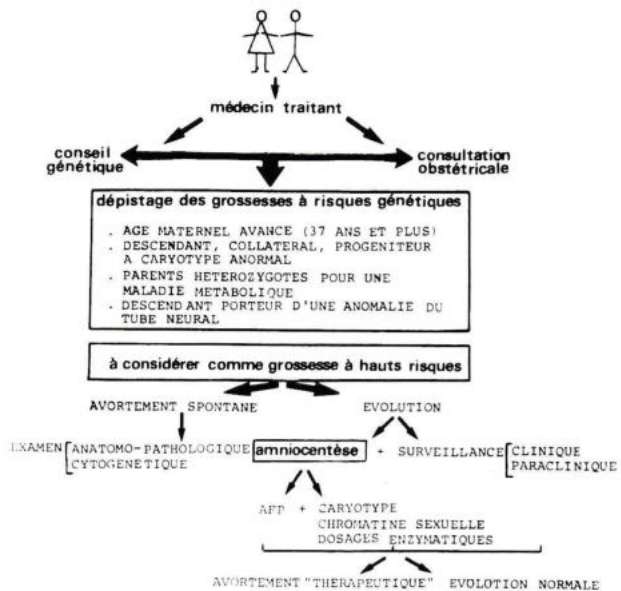 médecin traitant
conseil génétique
consultation obstétricale
dépistage des grossesses à risques génétiques
. AGE MATERNEL AVANCE (37 ANS ET PLUS)
. DESCENDANT, COLLATERAL, PROGENITEUR
A CARYOTYPE ANORMAL
. PARENTS HETEROZYGOTES POUR UNE
MALADIE METABOLIQUE
. DESCENDANT PORTEUR D'UNE ANOMALIE DU
TUBE NEURAL
à considérer comme grossesse à hauts risques
AVORTEMENT SPONTANE
EVOLUTION
EXAMEN
ANATOMO-PATHOLOGIQUE
CYTOGENETIQUE
amniocentèse
+ SURVEILLANCE
CLINIQUE
PARACLINIQUE
AFP + CARYOTYPE
CHROMATINE SEXUELLE
DOSAGES ENZYMATIQUES
AVORTEMENT "THERAPEUTIQUE"
EVOLUTION NORMALE